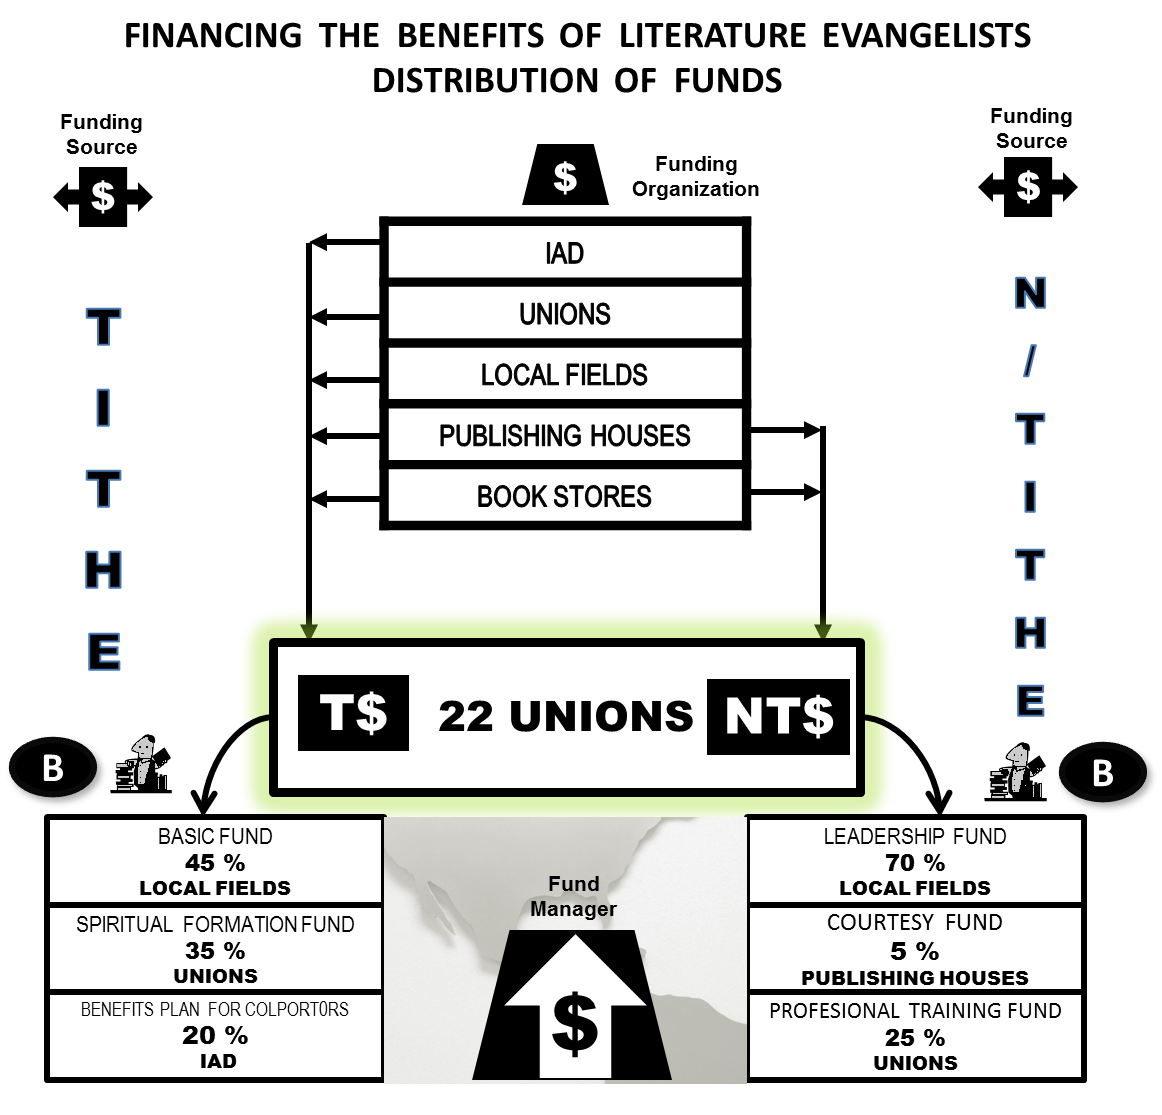 FINANCING THE BENEFITS OF LITERATURE EVANGELISTS
DISTRIBUTION OF FUNDS
Funding
Source
$
T
I
T
H
E
$
Funding
Organization
IAD
UNIONS
LOCAL FIELDS
PUBLISHING HOUSES
BOOK STORES
Funding
Source
$
N
/
T
I
T
H
E
T$ 22 UNIONS NT$
B
B
BASIC FUND
45 %
LOCAL FIELDS
SPIRITUAL FORMATION FUND
35 %
UNIONS
BENEFITS PLAN FOR COLPORT0RS
20 %
IAD
Fund
Manager
$
LEADERSHIP FUND
70 %
LOCAL FIELDS
COURTESY FUND
5 %
PUBLISHING HOUSES
PROFESIONAL TRAINING FUND
25 %
UNIONS